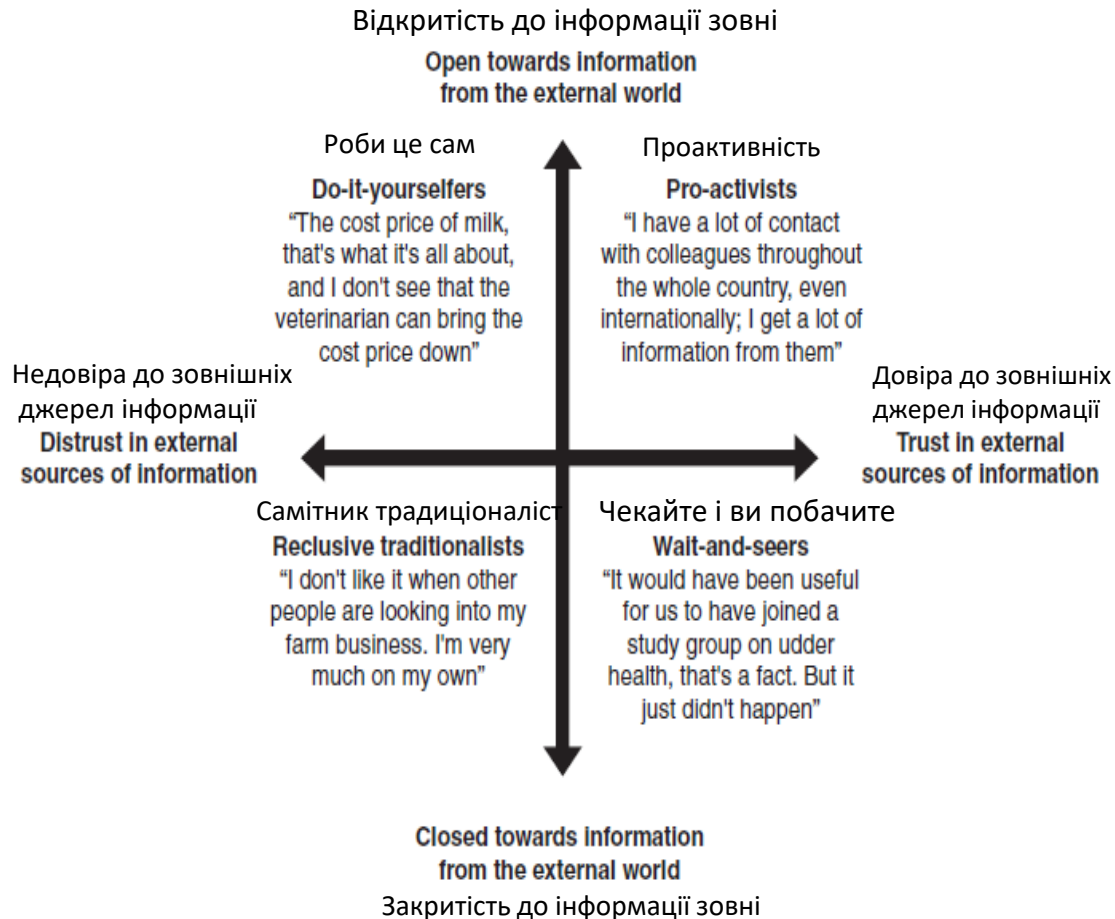 Відкритість до інформації зовні
Open towards information
from the external world
Роби це сам
Do-it-yourselfers
“The cost price of milk,
that's what it's all about,
and I don't see that the
veterinarian can bring the
cost price down”
Проактивність
Pro-activists
“I have a lot of contact
with colleagues throughout
the whole country, even
internationally; I get a lot of
information from them”
Недовіра до зовнішніх
джерел інформації
Distrust in external
sources of information
Довіра до зовнішніх
джерел інформації
Trust in external
sources of information
Самітник традиціоналіст
Reclusive traditionalists
“I don't like it when other
people are looking into my
farm business. I'm very
much on my own”
Чекайте і ви побачите
Wait-and-seers
“It would have been useful
for us to have joined a
study group on udder
health, that's a fact. But it
just didn't happen”
Closed towards information
from the external world
Закритість до інформації зовні